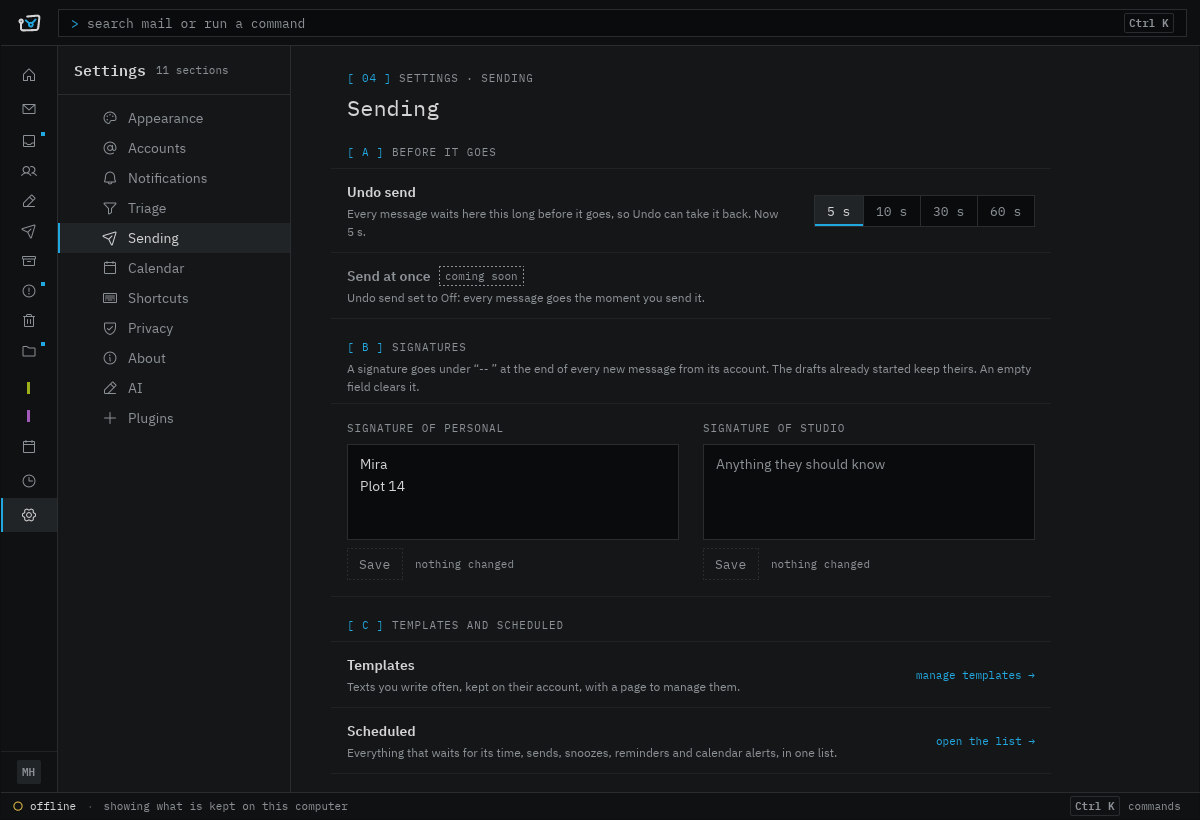 > search mail or run a command
Ctrl K
Settings 11 sections
Appearance
Accounts
Notifications
Triage
Sending
Calendar
Shortcuts
Privacy
About
AI
Plugins
MH
[ 04 ] SETTINGS · SENDING
Sending
[ A ] BEFORE IT GOES
Undo send
Every message waits here this long before it goes, so Undo can take it back. Now
5 s.
5 s 10 s 30 s 60 s
Send at once coming soon
Undo send set to Off: every message goes the moment you send it.
[ B ] SIGNATURES
A signature goes under “-- ” at the end of every new message from its account. The drafts already started keep theirs. An empty
field clears it.
SIGNATURE OF PERSONAL
Mira
Plot 14
Save nothing changed
SIGNATURE OF STUDIO
Anything they should know
Save nothing changed
[ C ] TEMPLATES AND SCHEDULED
Templates
Texts you write often, kept on their account, with a page to manage them.
manage templates →
Scheduled
Everything that waits for its time, sends, snoozes, reminders and calendar alerts, in one list.
open the list →
offline · showing what is kept on this computer
Ctrl K commands